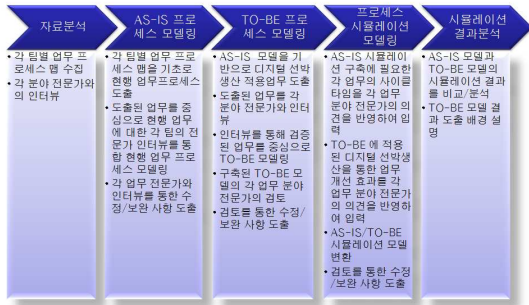 자료분석
• 각 팀별 업무 프
로세스 맵 수집
• 각 분야 전문가와
의 인터뷰
AS-IS 프로
세스 모델링
• 각 팀별 업무 프로
세스 맵을 기초로
현행 업무프로세스
도출
• 도출된 업무를 중
심으로 현행 업무
에 대한 각 팀의 전
문가 인터뷰를 통
합 현행 업무 프로
세스 모델링
• 각 업무 전문가와
인터뷰를 통한 수
정/보완 사항 도출
TO-BE 프로
세스 모델링
• AS-IS 모델을 기
반으로 디지털 선박
생산 적용업무 도출
• 도출된 업무를 각
분야 전문가와 인터
뷰
• 인터뷰를 통해 검증
된 업무를 중심으로
TO-BE 모델링
• 구축된 TO-BE 모
델의 각 업무 분야
전문가의 검토
• 검토를 통한 수정/
보완 사항 도출
프로세스
시뮬레이션
모델링
• AS-IS 시뮬레이
션 구축에 필요한
각 업무의 사이클
타임을 각 업무
분야 전문가의 의
견을 반영하여 입
력
• TO-BE 에 적용
된 디지털 선박생
산을 통한 업무
개선 효과를 각
업무 분야 전문가
의 의견을 반영하
여 입력
• AS-IS/TO-BE
시뮬레이션 모델
변환
• 검토를 통한 수정
/보완 사항 도출
시뮬레이션
결과분석
• AS-IS 모델과
TO-BE 모델의
시뮬레이션 결과
를 비교/분석
• TO-BE 모델 결
과 도출 배경 설
명